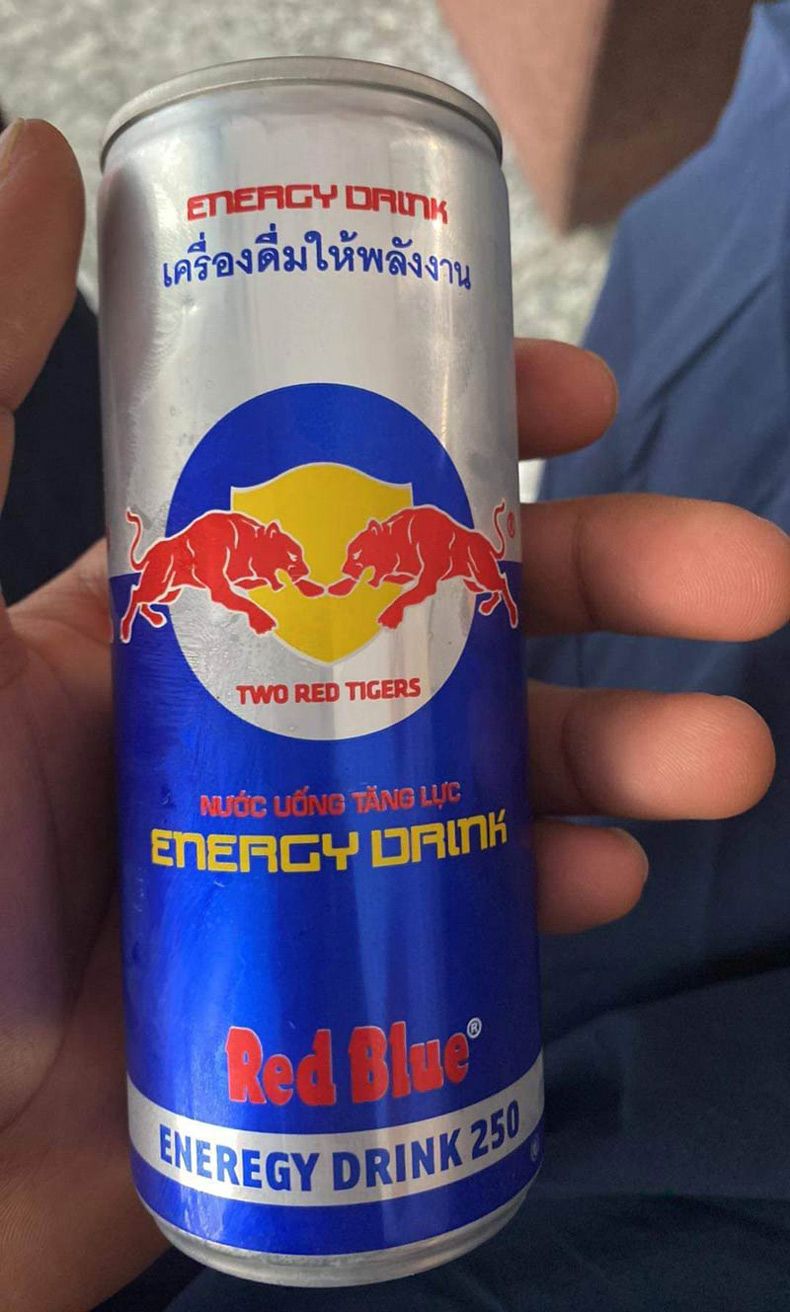 ENERGY DRINK
เครื่องดื่มให้พลังงาน
®
TWO RED TIGERS
NƯỚC UỐNG TĂNG LỰC
ENERGY DRINK
Red Blue®
ENEREGY DRINK 250